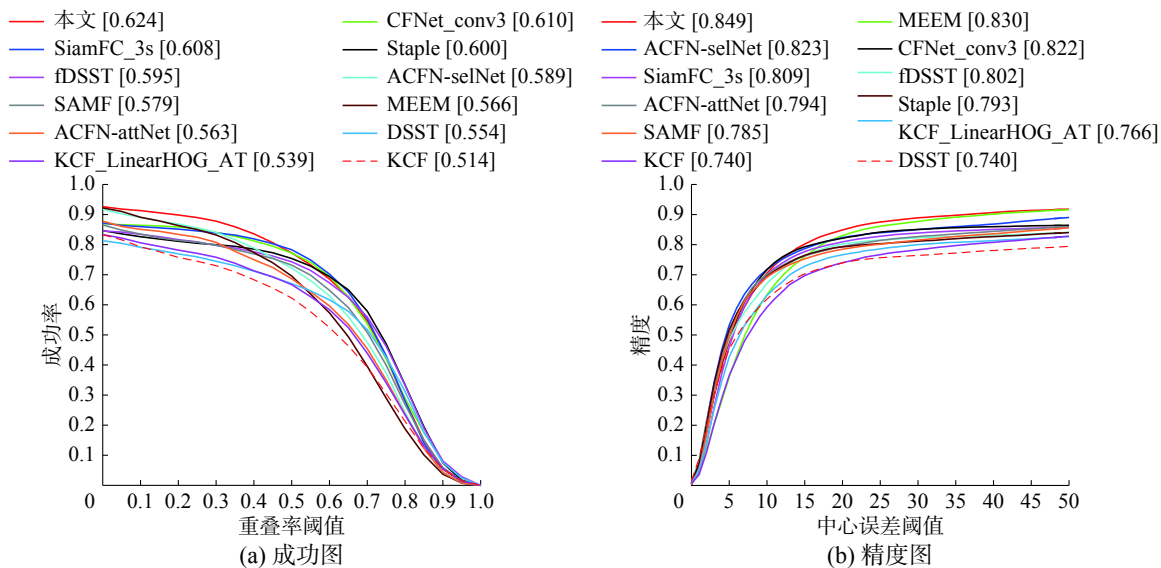 本文 [0.624]
CFNet_conv3 [0.610]
SiamFC_3s [0.608]
Staple [0.600]
fDSST [0.595]
ACFN-selNet [0.589]
SAMF [0.579]
MEEM [0.566]
ACFN-attNet [0.563]
DSST [0.554]
KCF_LinearHOG_AT [0.539]
KCF [0.514]
1.0
0.9
0.8
0.7
0.6
0.5
0.4
0.3
0.2
0.1
成功率
0 0.1 0.2 0.3 0.4 0.5 0.6 0.7 0.8 0.9 1.0
重叠率阈值
(a) 成功图
本文 [0.849]
MEEM [0.830]
ACFN-selNet [0.823]
CFNet_conv3 [0.822]
SiamFC_3s [0.809]
fDSST [0.802]
ACFN-attNet [0.794]
Staple [0.793]
SAMF [0.785]
KCF_LinearHOG_AT [0.766]
KCF [0.740]
DSST [0.740]
1.0
0.9
0.8
0.7
0.6
0.5
0.4
0.3
0.2
0.1
精度
0 5 10 15 20 25 30 35 40 45 50
中心误差阈值
(b) 精度图